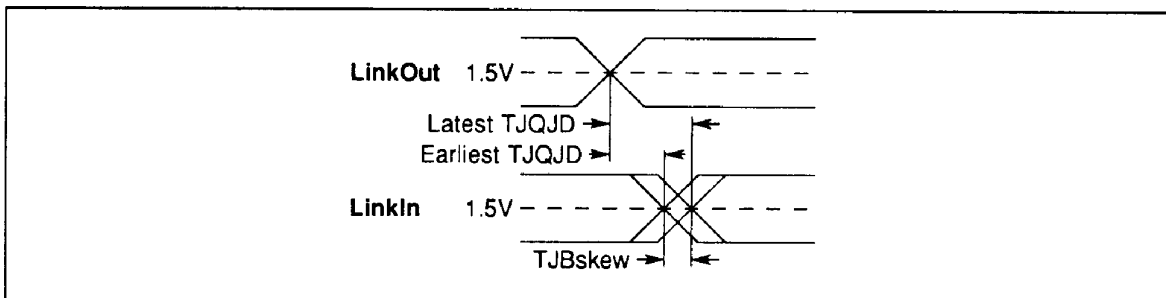 LinkOut 1.5V
Latest TJQJD
Earliest TJQJD
LinkIn 1.5V
TJBskew